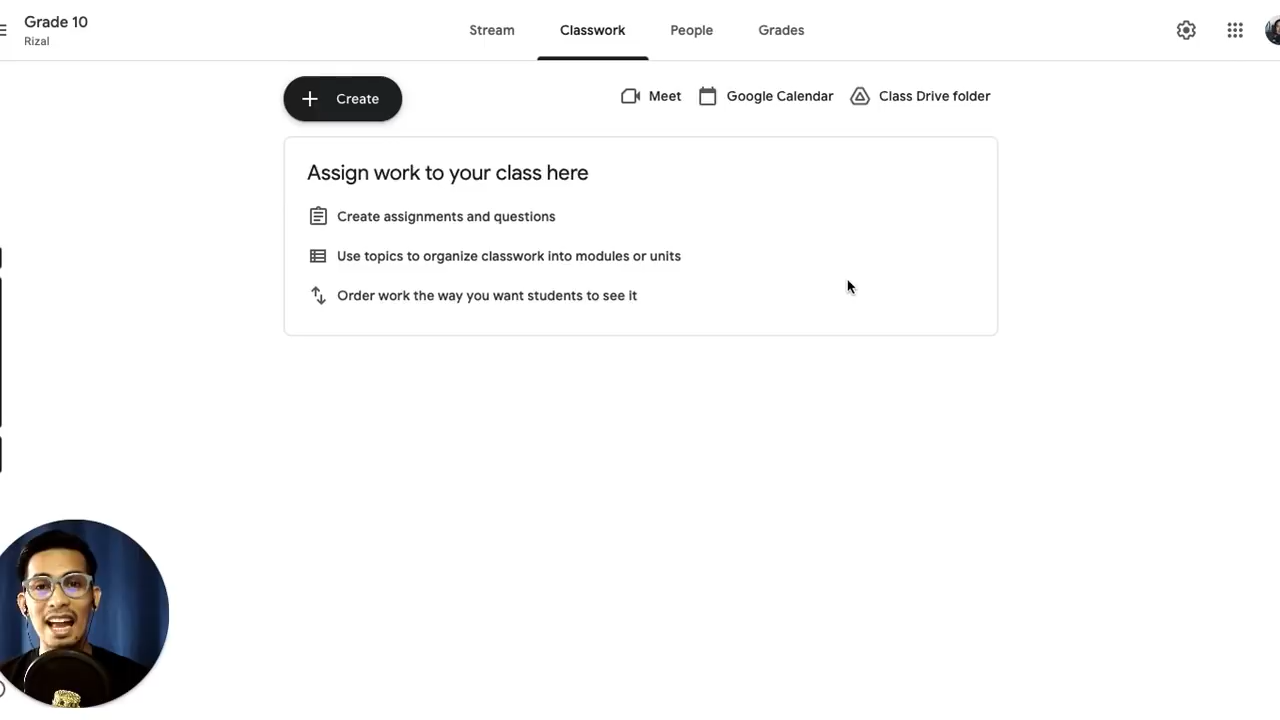 Grade 10
Rizal
Stream
Classwork
People
Grades
Create
Meet
Google Calendar
Class Drive folder
Assign work to your class here
Create assignments and questions
Use topics to organize classwork into modules or units
Order work the way you want students to see it